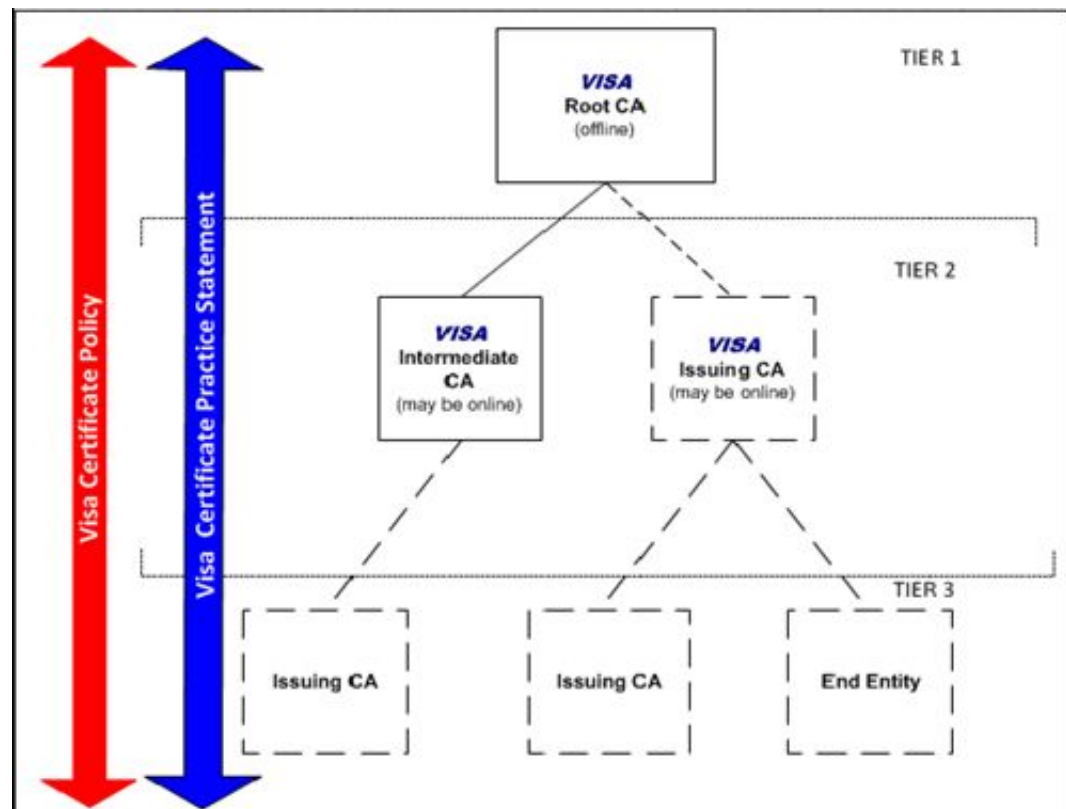 TIER 1
VISA
Root CA
(offline)
TIER 2
VISA
Intermediate
CA
(may be online)
VISA
Issuing CA
(may be online)
TIER 3
Issuing CA
Issuing CA
End Entity
Visa Certificate Policy
Visa Certificate Practice Statement